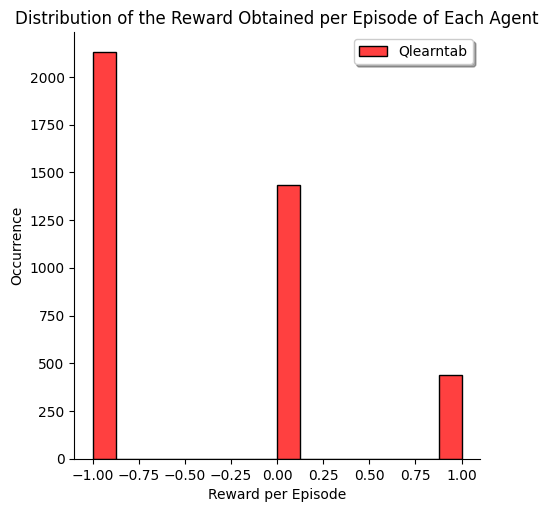 Distribution of the Reward Obtained per Episode of Each Agent
Qlearntab
2000
1750
1500
1250
1000
750
500
250
0
Occurrence
−1.00 −0.75 −0.50 −0.25 0.00 0.25 0.50 0.75 1.00
Reward per Episode